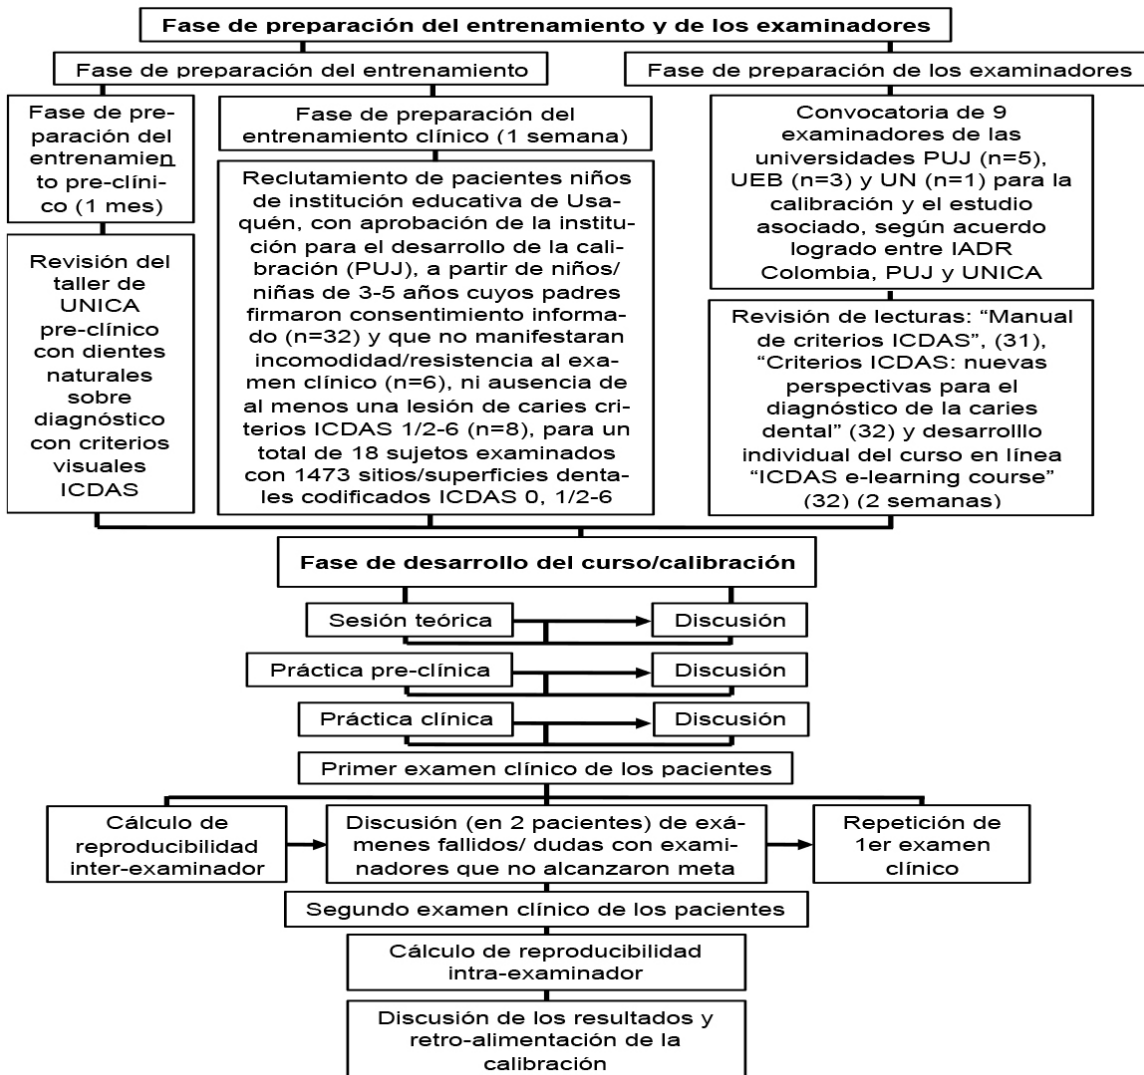 Fase de preparación del entrenamiento y de los examinadores
Fase de preparación del entrenamiento
Fase de preparación de los examinadores
Fase de pre-
paración del
entrenamien
to pre-clíni-
co (1 mes)
Revisión del
taller de
UNICA
pre-clínico
con dientes
naturales
sobre
diagnóstico
con criterios
visuales
ICDAS
Fase de preparación del
entrenamiento clínico (1 semana)
Reclutamiento de pacientes niños
de institución educativa de Usa-
quén, con aprobación de la insti-
tución para el desarrollo de la cali-
bración (PUJ), a partir de niños/
niñas de 3-5 años cuyos padres
firmaron consentimiento informa-
do (n=32) y que no manifestaran
incomodidad/resistencia al exa-
men clínico (n=6), ni ausencia de
al menos una lesión de caries cri-
terios ICDAS 1/2-6 (n=8), para un
total de 18 sujetos examinados
con 1473 sitios/superficies denta-
les codificados ICDAS 0, 1/2-6
Convocatoria de 9
examinadores de las
universidades PUJ (n=5),
UEB (n=3) y UN (n=1) para la
calibración y el estudio
asociado, según acuerdo
logrado entre IADR
Colombia, PUJ y UNICA
Revisión de lecturas: “Manual
de criterios ICDAS”, (31),
“Criterios ICDAS: nuevas
perspectivas para el
diagnóstico de la caries
dental” (32) y desarrolllo
individual del curso en línea
“ICDAS e-learning course”
(32) (2 semanas)
Fase de desarrollo del curso/calibración
Sesión teórica
Discusión
Práctica pre-clínica
Discusión
Práctica clínica
Discusión
Primer examen clínico de los pacientes
Cálculo de
reproducibilidad
inter-examinador
Discusión (en 2 pacientes) de exá-
menes fallidos/ dudas con exami-
nadores que no alcanzaron meta
Repetición de
1er examen
clínico
Segundo examen clínico de los pacientes
Cálculo de reproducibilidad
intra-examinador
Discusión de los resultados y
retro-alimentación de la
calibración